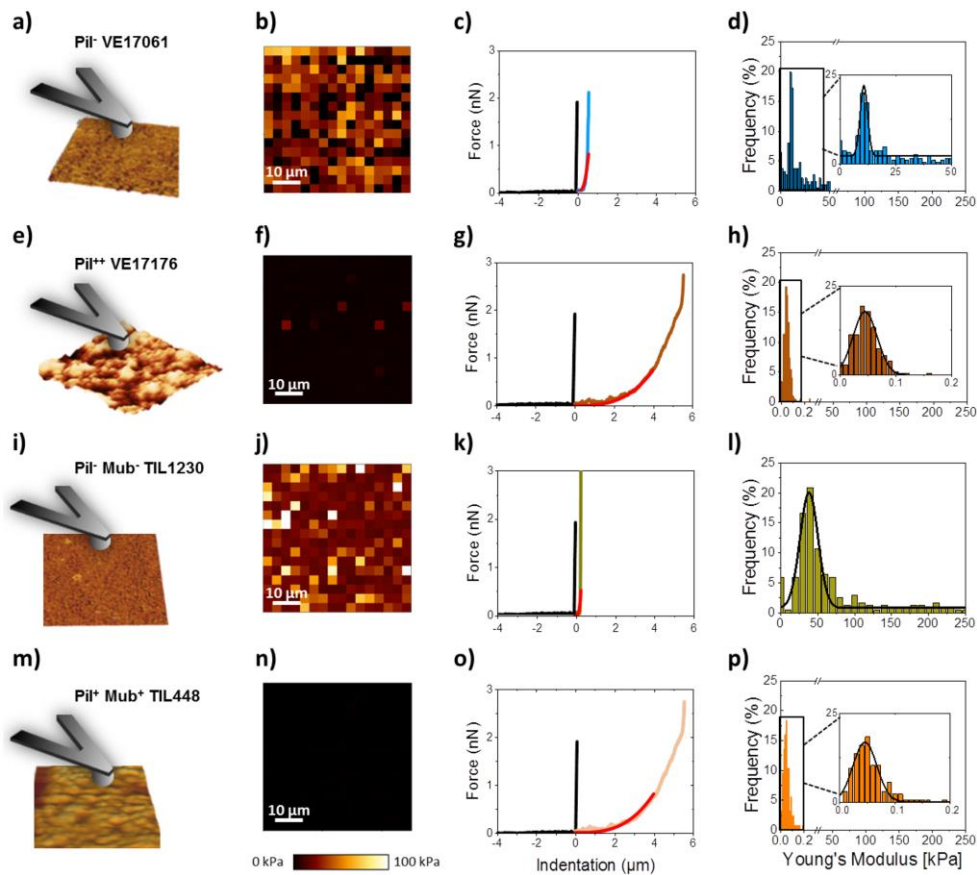 a)
Pil⁻ VE17061
b)
10 µm
c)
Force (nN)
3
2
1
0
-4 -2 0 2 4 6
d)
Frequency (%)
25
20
15
10
5
0
0 50 100 150 200 250
25
0
0 25 50
e)
Pil⁺⁺ VE17176
f)
10 µm
g)
Force (nN)
3
2
1
0
-4 -2 0 2 4 6
h)
Frequency (%)
25
20
15
10
5
0
0.0 0.2 50 100 150 200 250
25
0
0.0 0.1 0.2
i)
Pil⁻ Mub⁻ TIL1230
j)
10 µm
k)
Force (nN)
3
2
1
0
-4 -2 0 2 4 6
l)
Frequency (%)
25
20
15
10
5
0
0 50 100 150 200 250
m)
Pil⁺ Mub⁺ TIL448
n)
10 µm
0 kPa 100 kPa
o)
Force (nN)
3
2
1
0
-4 -2 0 2 4 6
Indentation (µm)
p)
Frequency (%)
25
20
15
10
5
0
0.0 0.2 50 100 150 200 250
25
0
0.0 0.1 0.2
Young's Modulus [kPa]